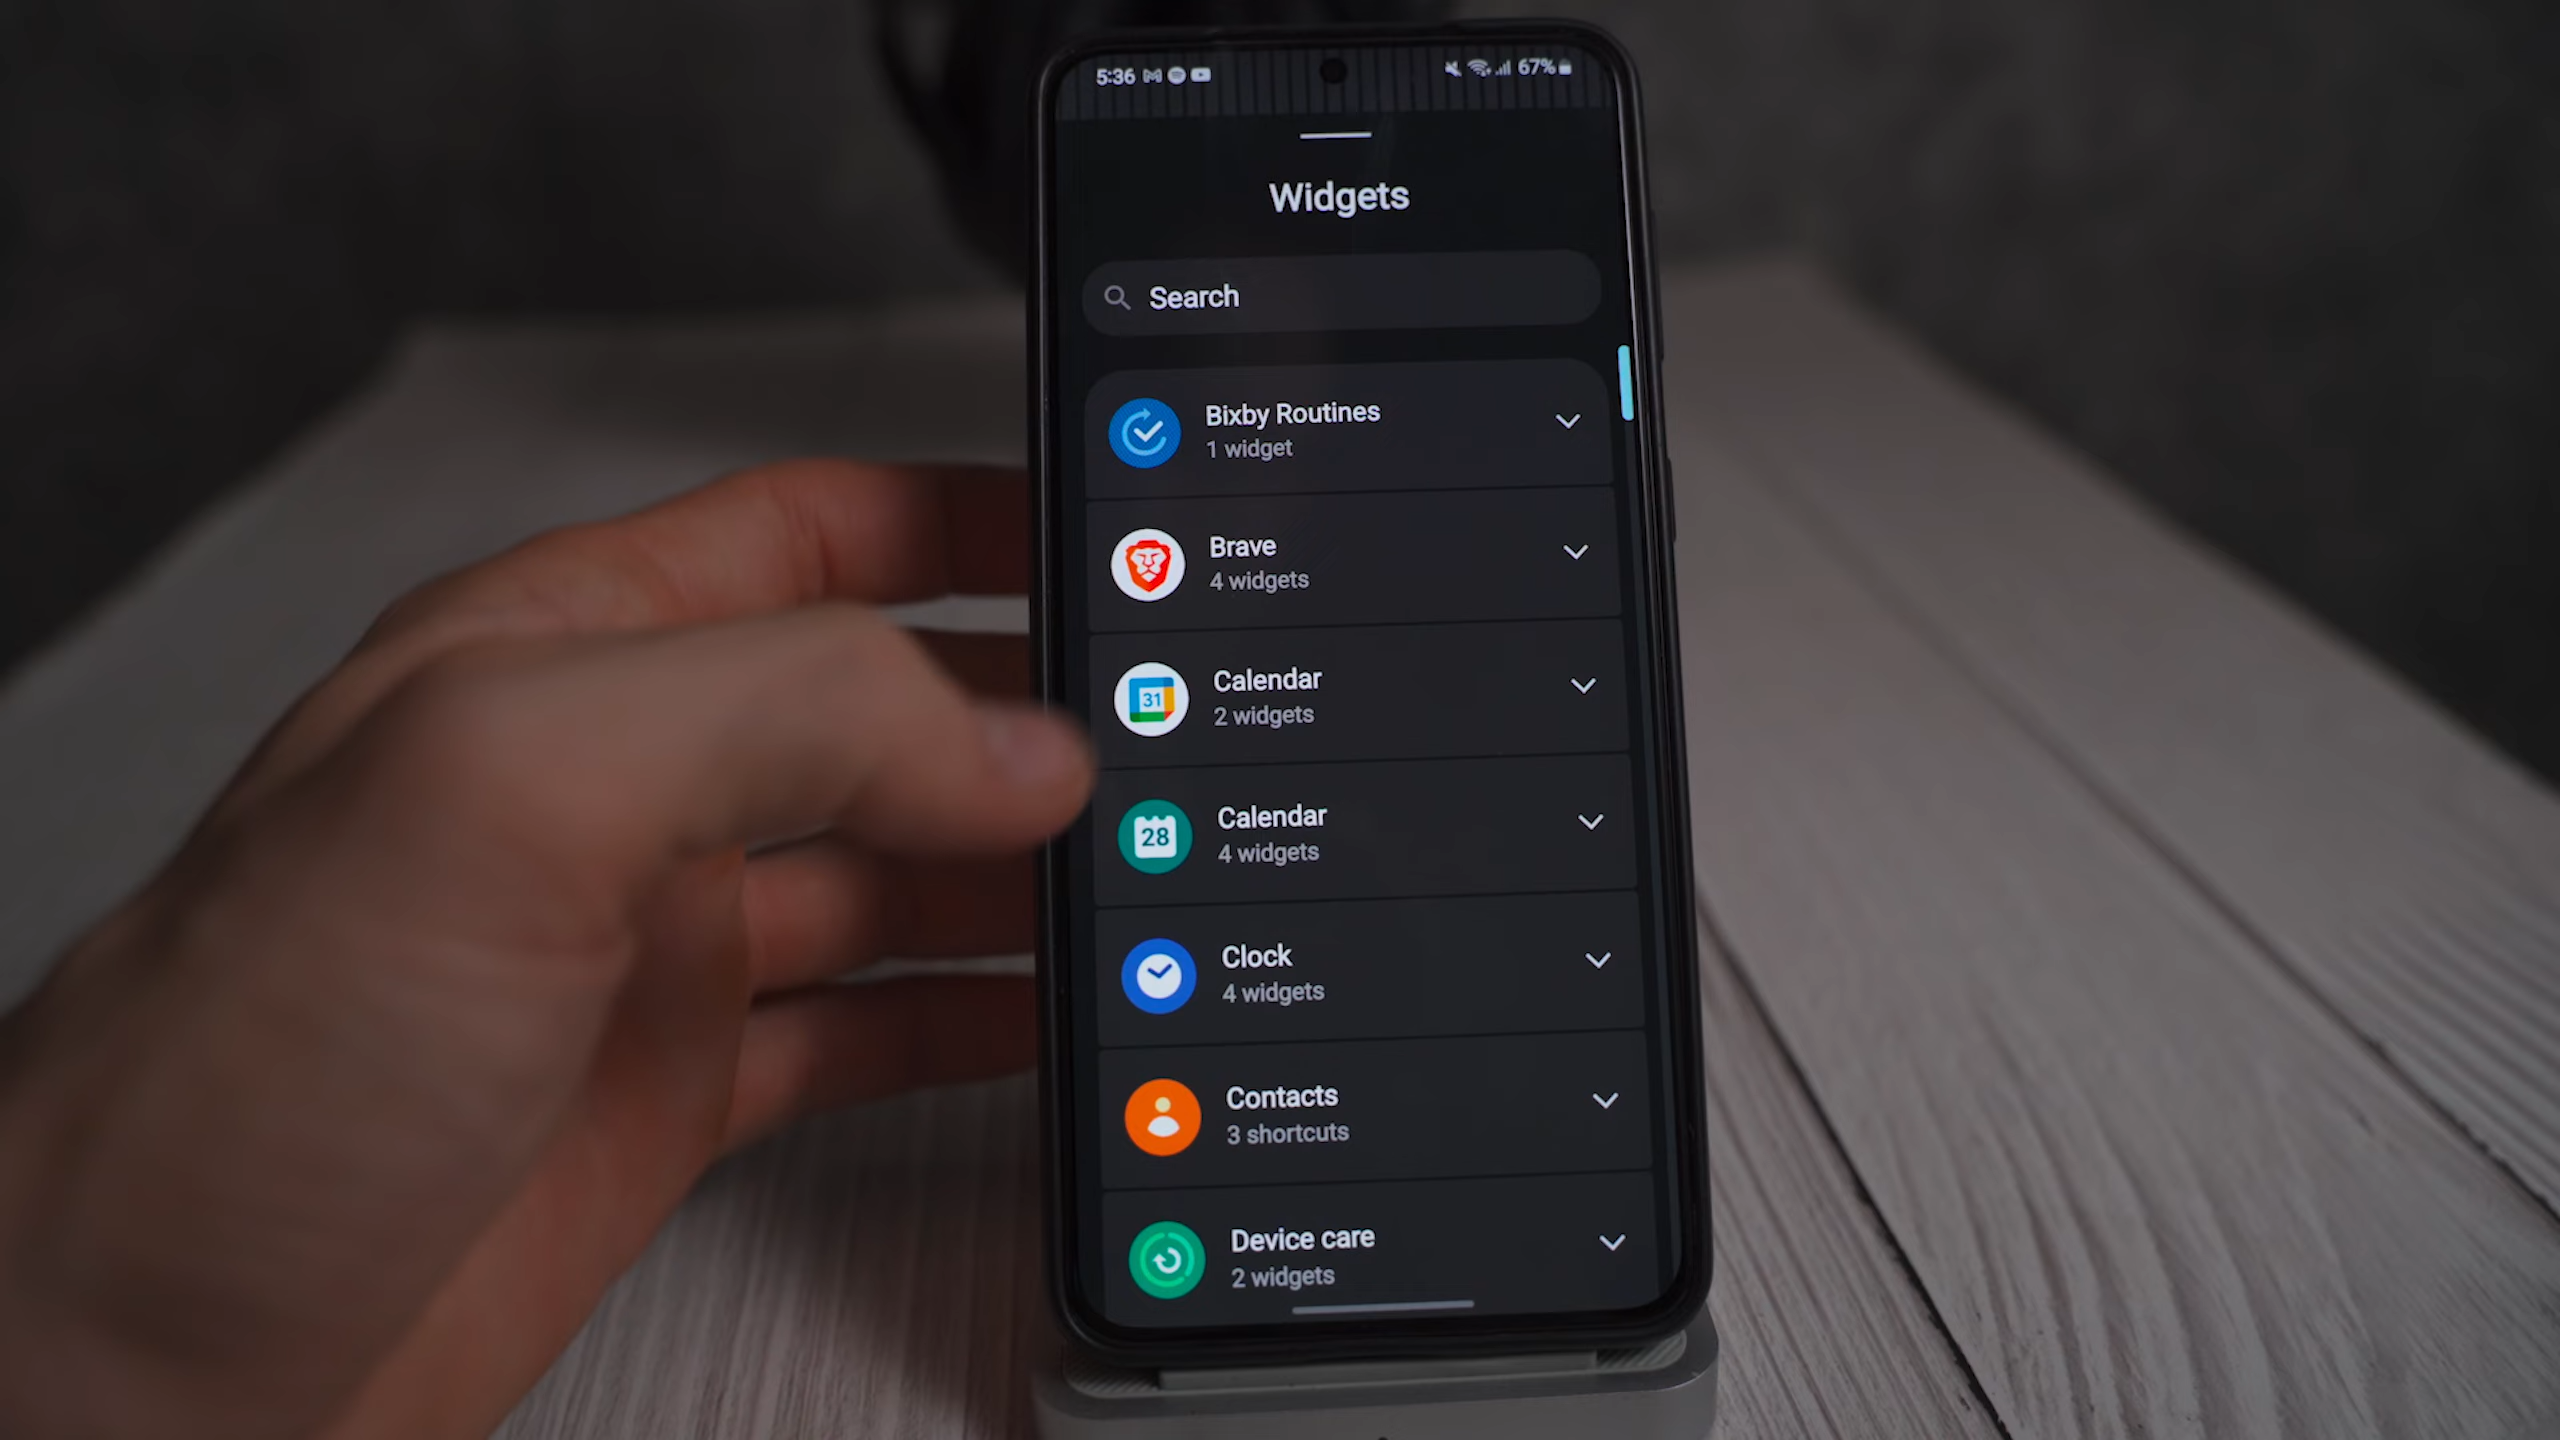 5:36 67%
Widgets
Search
Bixby Routines
1 widget
Brave
4 widgets
31
Calendar
2 widgets
28
Calendar
4 widgets
Clock
4 widgets
Contacts
3 shortcuts
Device care
2 widgets